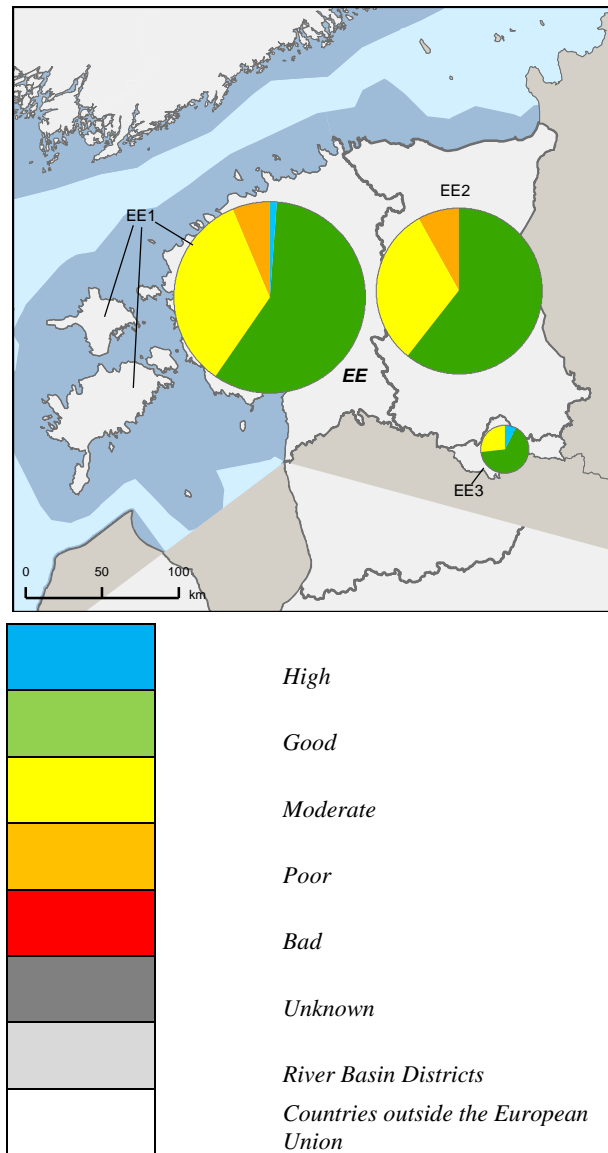 EE2
EE1
EE
EE3
0 50 100
km
High
Good
Moderate
Poor
Bad
Unknown
River Basin Districts
Countries outside the European
Union